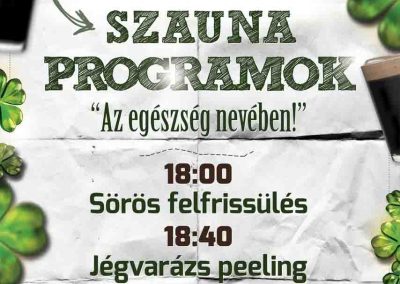 SZAUNA
PROGRAMOK
“Az egészség nevében!”
18:00
Sörös felfrissülés
18:40
Jégvarázs peeling